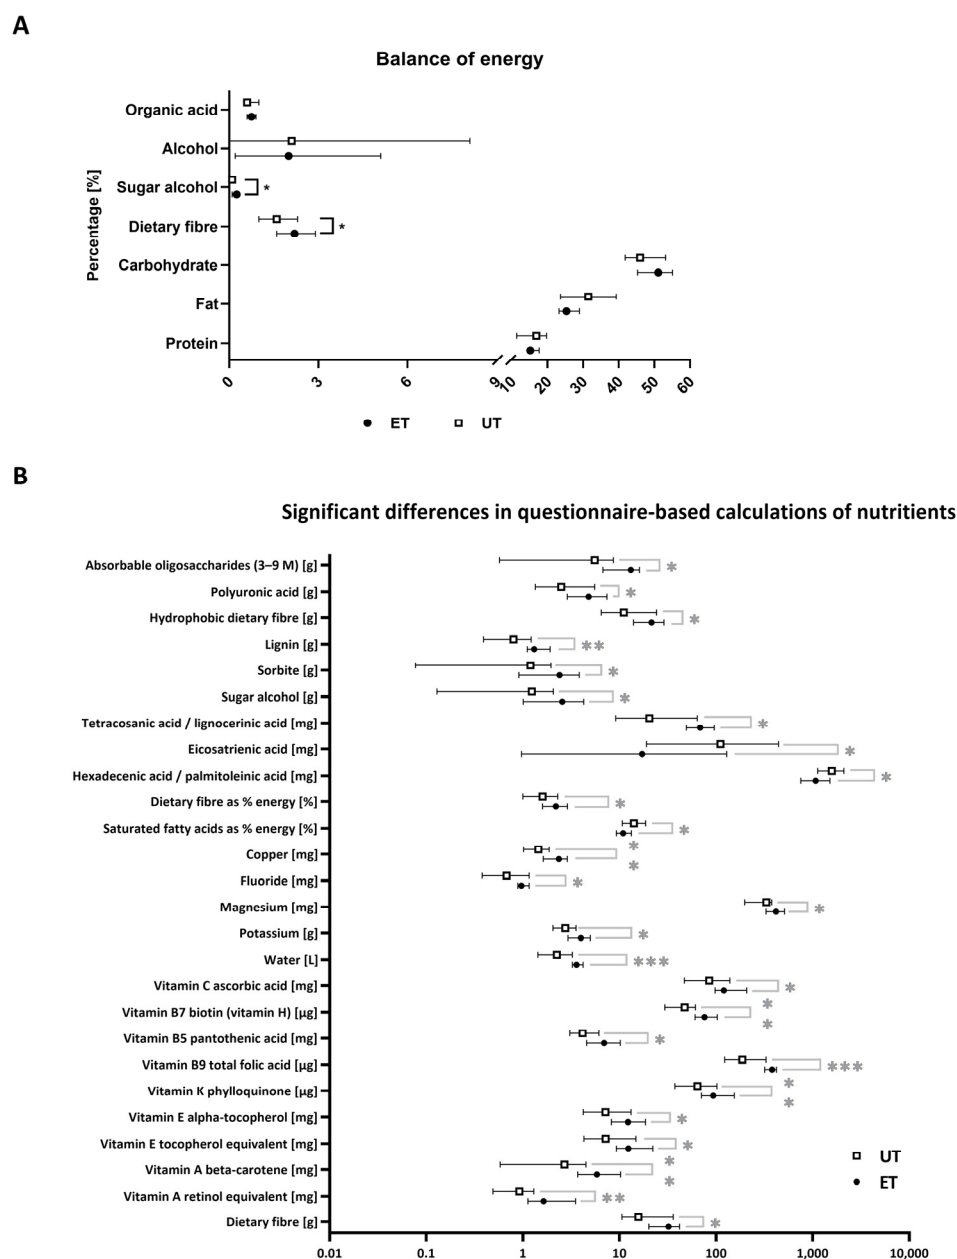 A
Balance of energy
Percentage [%]
Organic acid
Alcohol
Sugar alcohol
*
Dietary fibre
*
Carbohydrate
Fat
Protein
0 3 6 9 10 20 30 40 50 60
ET UT
B
Significant differences in questionnaire-based calculations of nutritients
Absorbable oligosaccharides (3–9 M) [g] *
Polyuronic acid [g] *
Hydrophobic dietary fibre [g] *
Lignin [g] **
Sorbite [g] *
Sugar alcohol [g] *
Tetracosanic acid / lignocerinic acid [mg] *
Eicosatrienic acid [mg] *
Hexadecenic acid / palmitoleinic acid [mg] *
Dietary fibre as % energy [%] *
Saturated fatty acids as % energy [%] *
Copper [mg] **
Fluoride [mg] *
Magnesium [mg] *
Potassium [g] *
Water [L] ***
Vitamin C ascorbic acid [mg] *
Vitamin B7 biotin (vitamin H) [µg] **
Vitamin B5 pantothenic acid [mg] *
Vitamin B9 total folic acid [µg] ***
Vitamin K phylloquinone [µg] **
Vitamin E alpha-tocopherol [mg] *
Vitamin E tocopherol equivalent [mg] *
Vitamin A beta-carotene [mg] **
Vitamin A retinol equivalent [mg] **
Dietary fibre [g] *
UT
ET
0.01 0.1 1 10 100 1,000 10,000